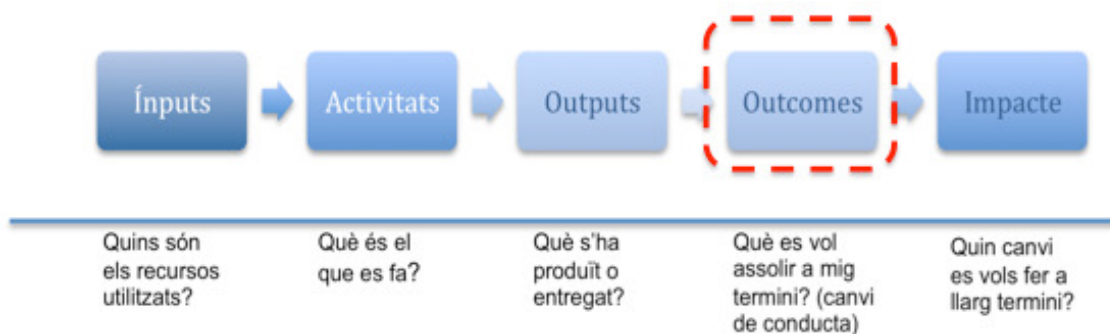 Ínputs
Activitats
Outputs
Outcomes
Impacte
Quins són
els recursos
utilitzats?
Què és el
que es fa?
Què s'ha
produït o
entregat?
Què es vol
assolir a mig
termini? (canvi
de conducta)
Quin canvi
es vols fer a
llarg termini?